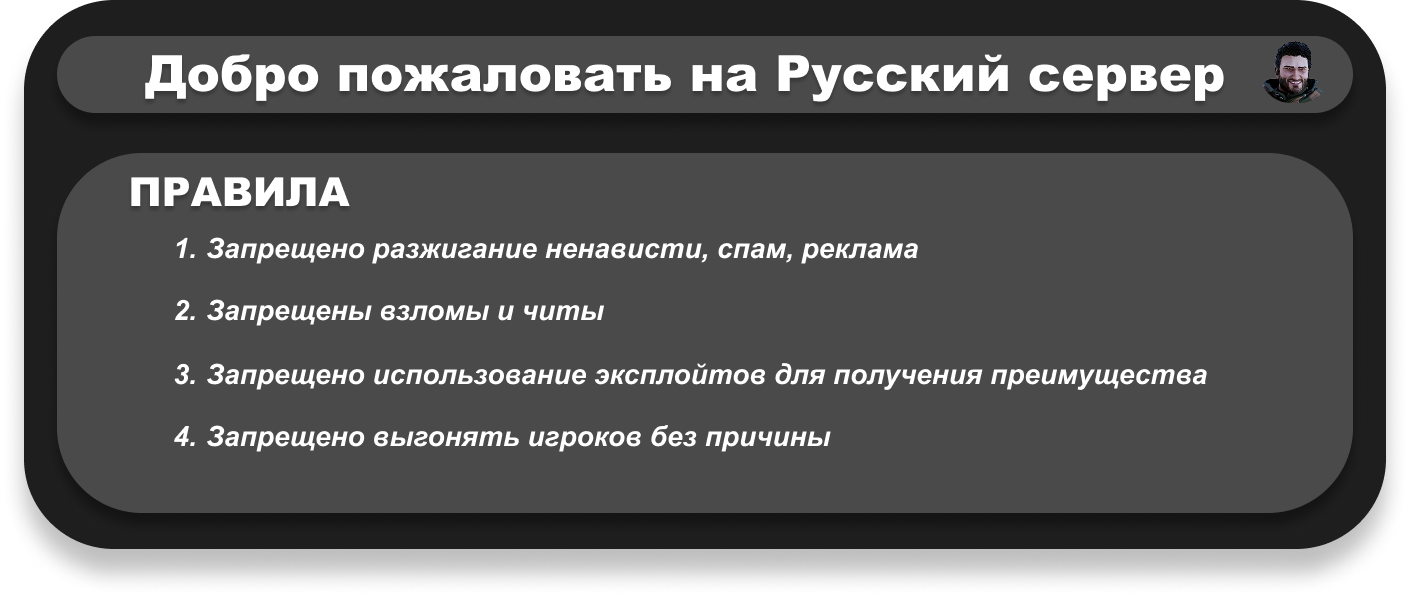 Добро пожаловать на Русский сервер
ПРАВИЛА
1. Запрещено разжигание ненависти, спам, реклама
2. Запрещены взломы и читы
3. Запрещено использование эксплойтов для получения преимущества
4. Запрещено выгонять игроков без причины